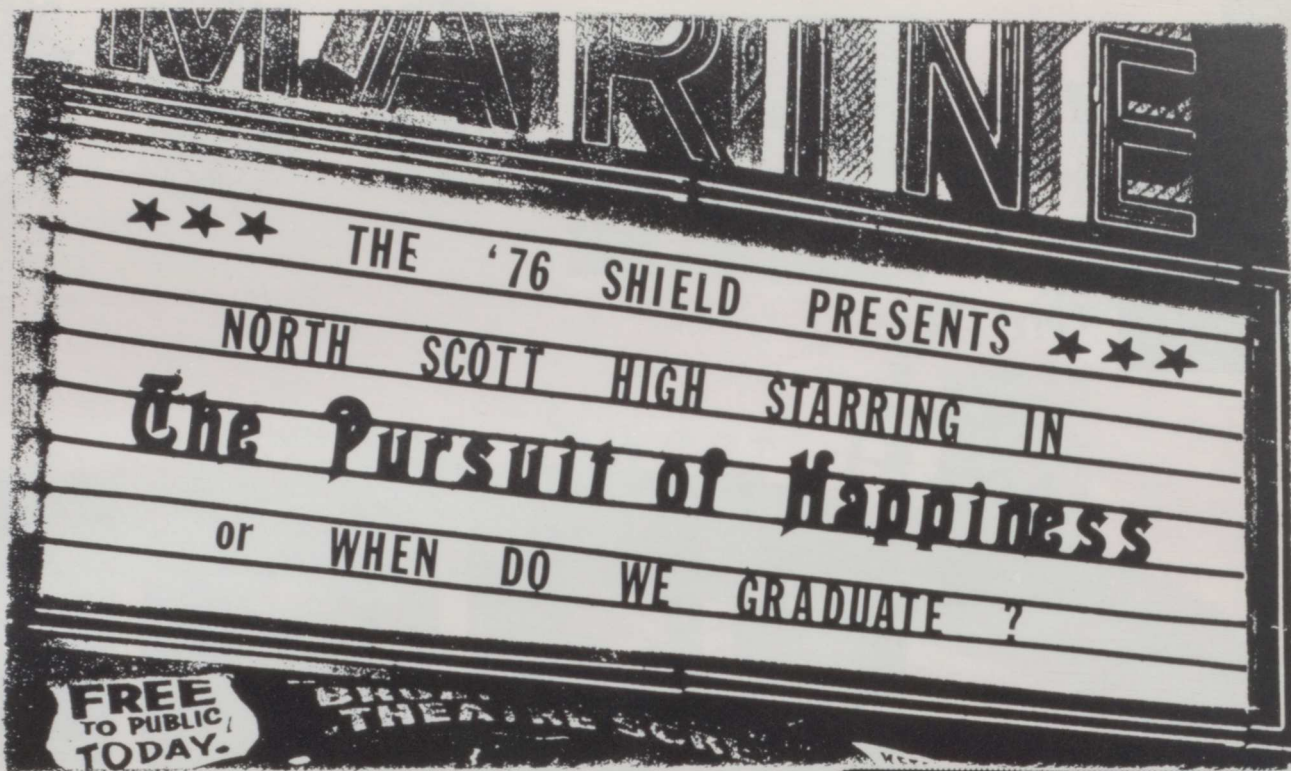 MARINE
★★★ THE '76 SHIELD PRESENTS ★★★
NORTH SCOTT HIGH STARRING IN
The Pursuit of Happiness
or WHEN DO WE GRADUATE ?
FREE
TO PUBLIC
TODAY.
THEATRE